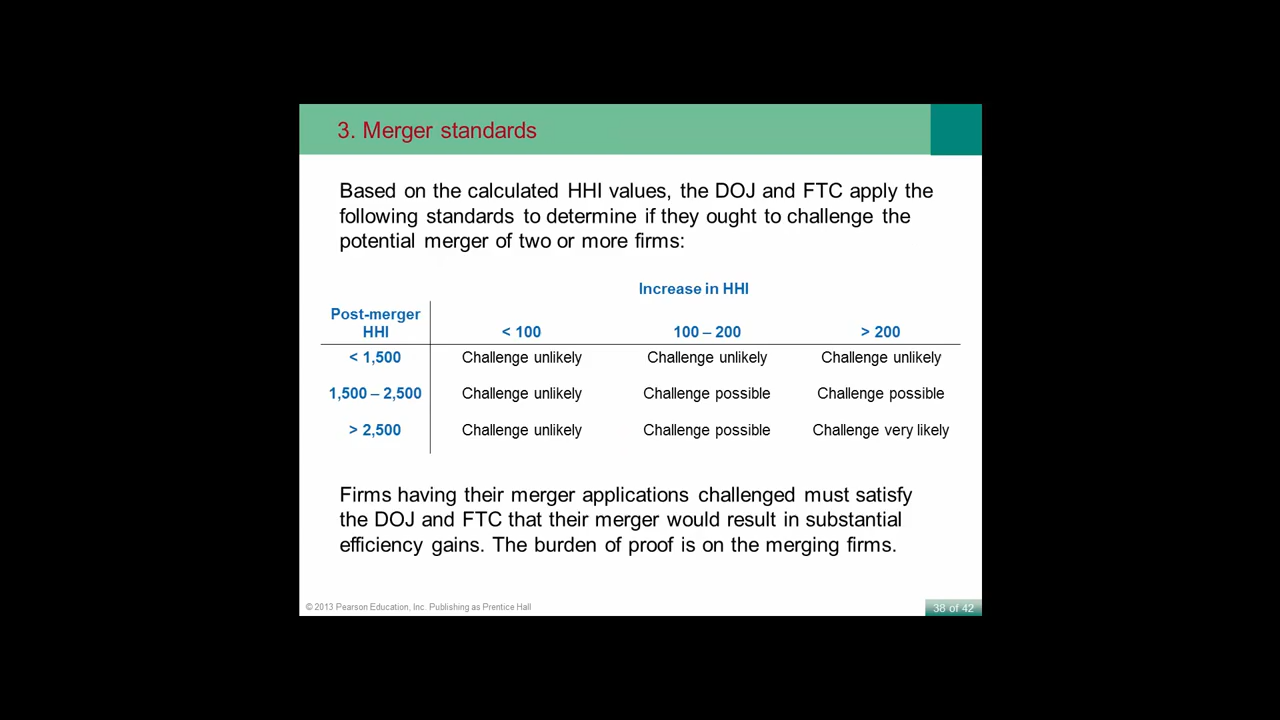 3. Merger standards
Based on the calculated HHI values, the DOJ and FTC apply the
following standards to determine if they ought to challenge the
potential merger of two or more firms:
Increase in HHI
Post-merger
HHI
< 100
100 – 200
> 200
< 1,500
Challenge unlikely
Challenge unlikely
Challenge unlikely
1,500 – 2,500
Challenge unlikely
Challenge possible
Challenge possible
> 2,500
Challenge unlikely
Challenge possible
Challenge very likely
Firms having their merger applications challenged must satisfy
the DOJ and FTC that their merger would result in substantial
efficiency gains. The burden of proof is on the merging firms.
© 2013 Pearson Education, Inc. Publishing as Prentice Hall
38 of 42